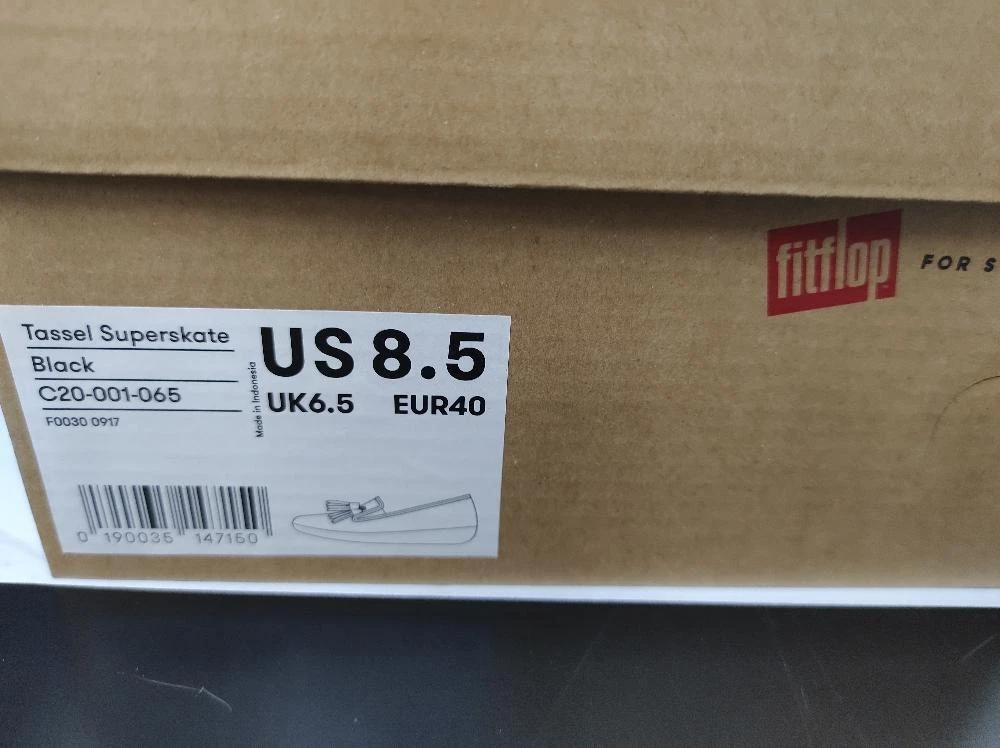 fitflop
FOR S
Tassel Superskate
Black
C20-001-065
F0030 0917
Made in Indonesia
US 8.5
UK6.5 EUR40
0 190035 147150